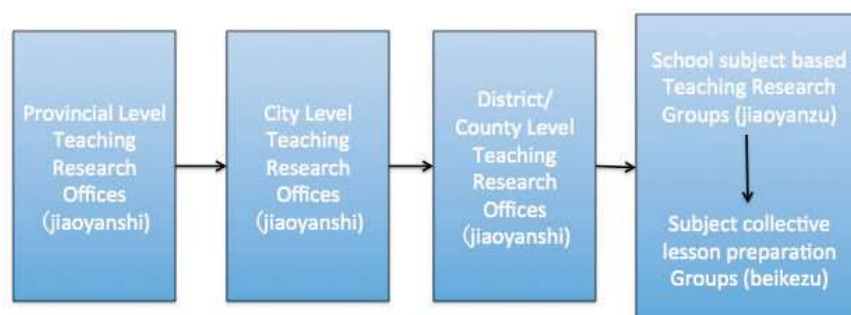 Provincial Level
Teaching
Research
Offices
(jiaoyanshi)
City Level
Teaching
Research
Offices
(jiaoyanshi)
District/
County Level
Teaching
Research
Offices
(jiaoyanshi)
School subject based
Teaching Research
Groups (jiaoyanzu)
Subject collective
lesson preparation
Groups (beikezu)